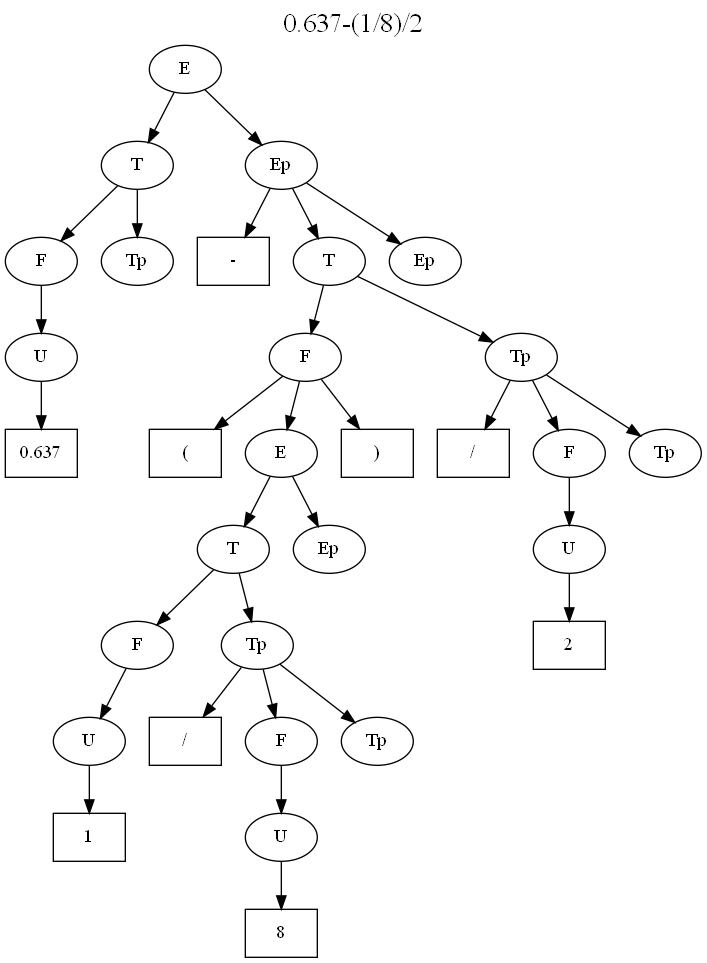 0.637-(1/8)/2
E
T Ep
F Tp - T Ep
U F Tp
0.637 ( E ) / F Tp
T Ep U
F Tp 2
U / F Tp
1 U
8